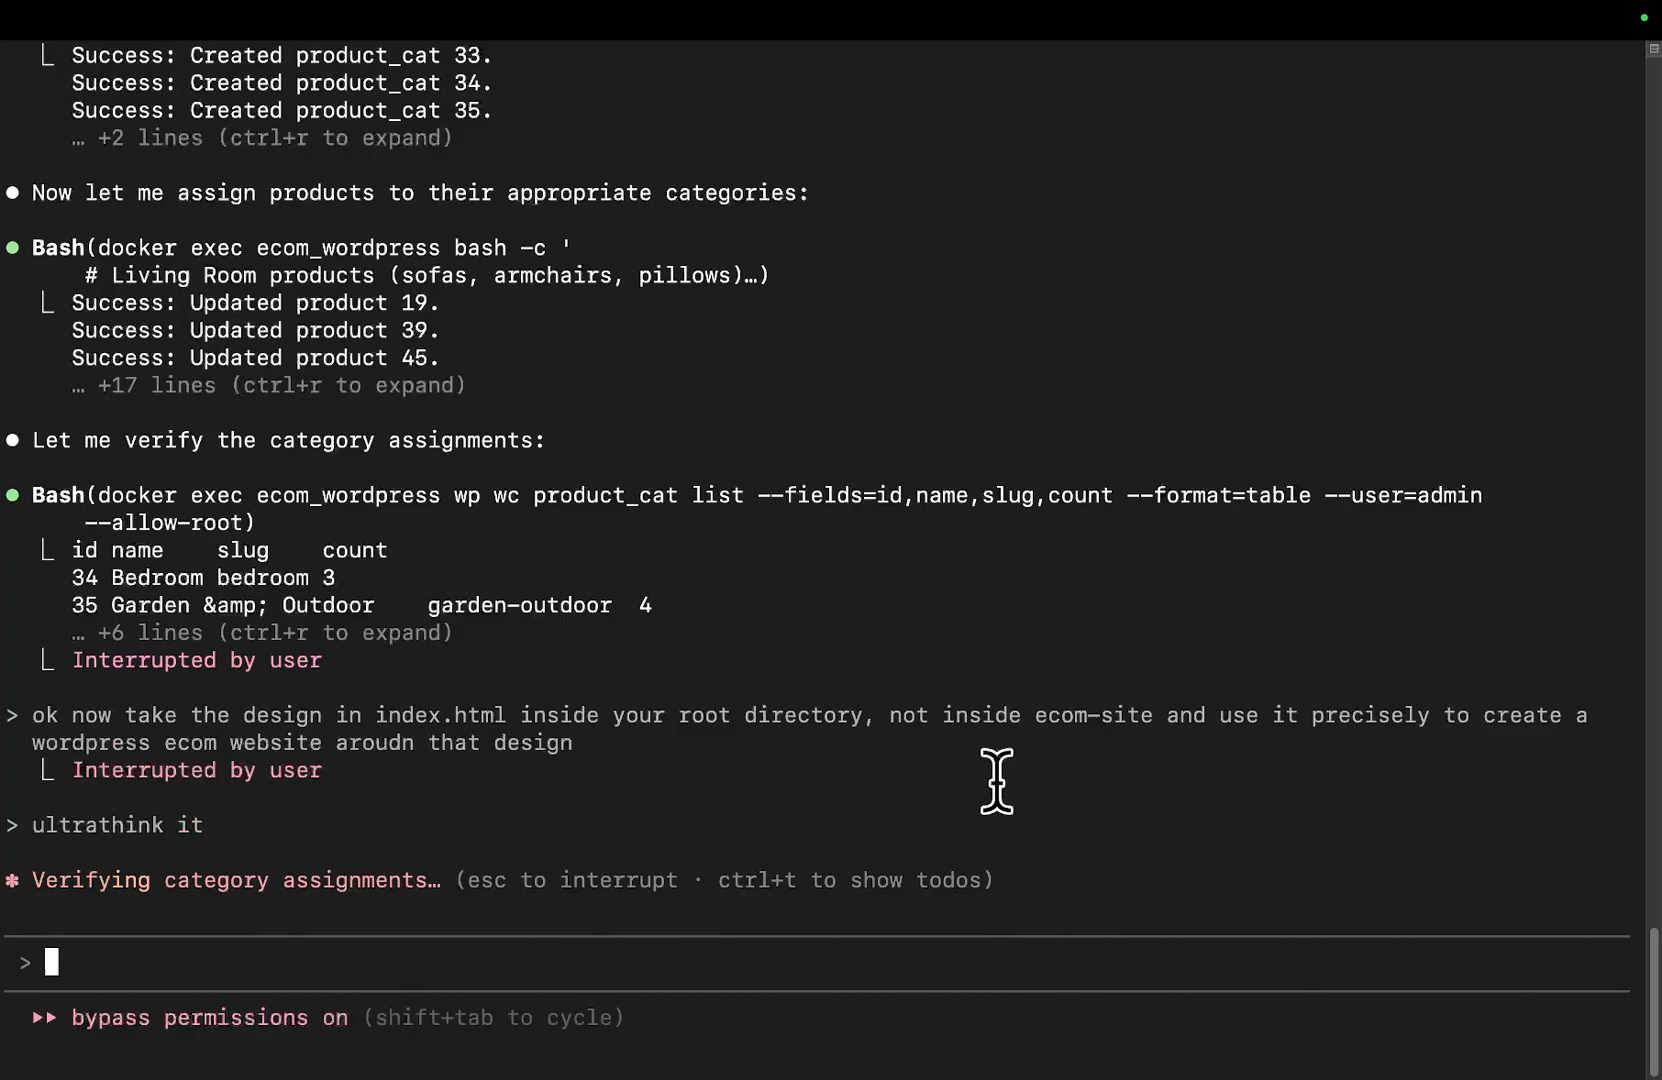 ⎿ Success: Created product_cat 33.
Success: Created product_cat 34.
Success: Created product_cat 35.
… +2 lines (ctrl+r to expand)
● Now let me assign products to their appropriate categories:
● Bash(docker exec ecom_wordpress bash -c '
# Living Room products (sofas, armchairs, pillows)…)
⎿ Success: Updated product 19.
Success: Updated product 39.
Success: Updated product 45.
… +17 lines (ctrl+r to expand)
● Let me verify the category assignments:
● Bash(docker exec ecom_wordpress wp wc product_cat list --fields=id,name,slug,count --format=table --user=admin
--allow-root)
⎿ id name    slug    count
34 Bedroom bedroom 3
35 Garden &amp; Outdoor    garden-outdoor  4
… +6 lines (ctrl+r to expand)
⎿ Interrupted by user
> ok now take the design in index.html inside your root directory, not inside ecom-site and use it precisely to create a
wordpress ecom website aroudn that design
⎿ Interrupted by user
> ultrathink it
✽ Verifying category assignments… (esc to interrupt · ctrl+t to show todos)
>
▸▸ bypass permissions on (shift+tab to cycle)